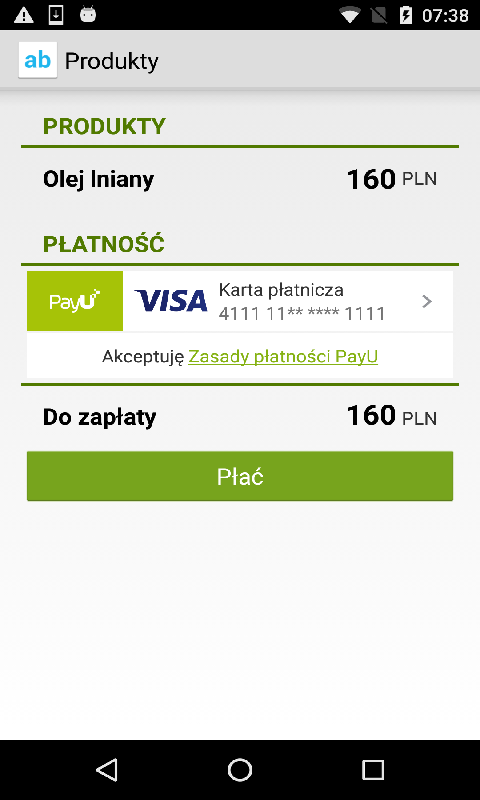 07:38
ab Produkty
PRODUKTY
Olej lniany 160 PLN
PŁATNOŚĆ
PayU VISA Karta płatnicza
4111 11** **** 1111
Akceptuję Zasady płatności PayU
Do zapłaty 160 PLN
Płać